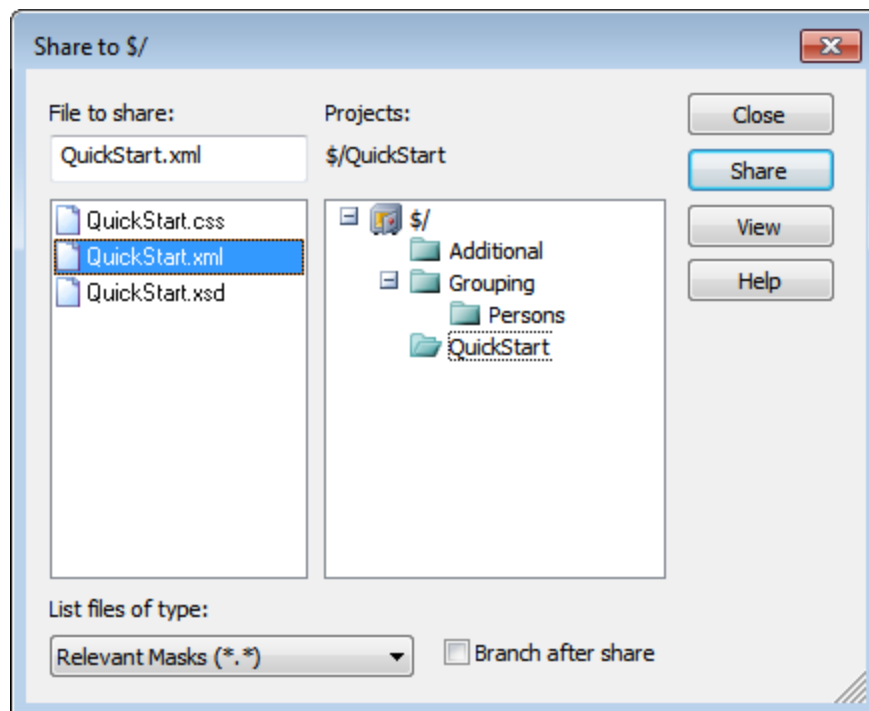 Share to $/
File to share:
QuickStart.xml
QuickStart.css
QuickStart.xml
QuickStart.xsd
Projects:
$/QuickStart
$/
Additional
Grouping
Persons
QuickStart
Close
Share
View
Help
List files of type:
Relevant Masks (*.*)
Branch after share